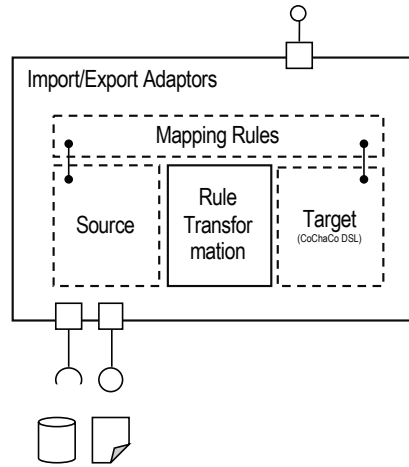 Import/Export Adaptors
Mapping Rules
Source
Rule
Transfor
mation
Target
(CoChaCo DSL)